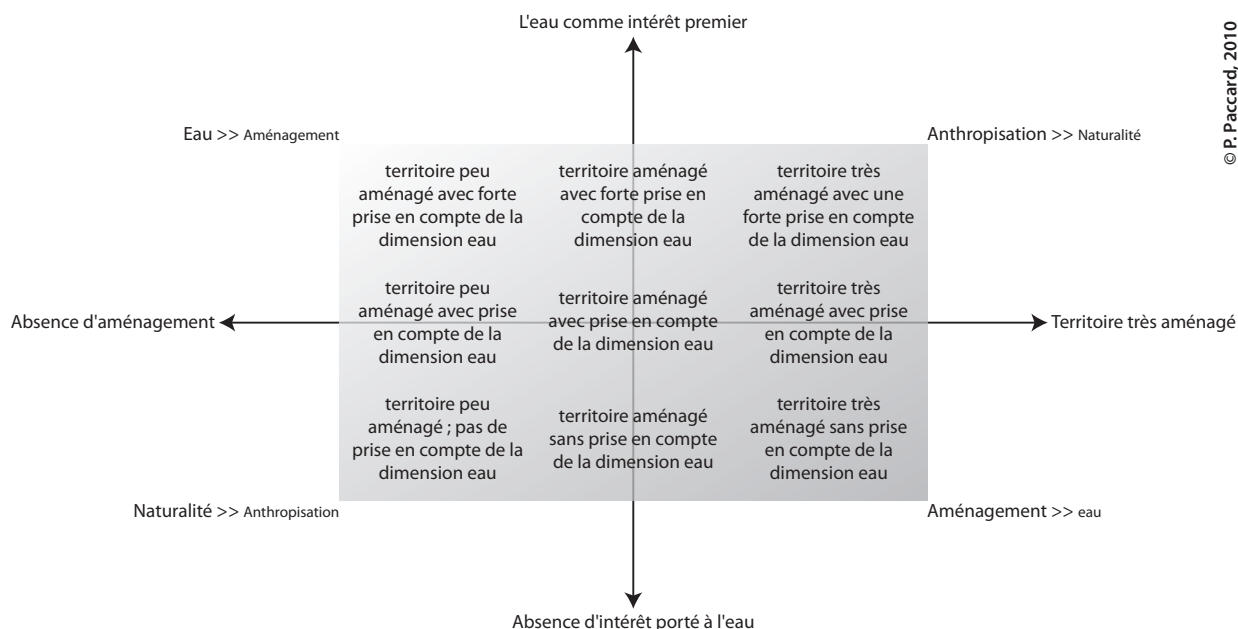 L'eau comme intérêt premier
© P. Paccard, 2010
Eau >> Aménagement
Anthropisation >> Naturalité
territoire peu
aménagé avec forte
prise en compte de la
dimension eau
territoire aménagé
avec forte prise en
compte de la
dimension eau
territoire très
aménagé avec une
forte prise en compte
de la dimension eau
Absence d'aménagement
territoire peu
aménagé avec prise
en compte de la
dimension eau
territoire aménagé
avec prise en compte
de la dimension eau
territoire très
aménagé avec prise
en compte de la
dimension eau
Territoire très aménagé
territoire peu
aménagé ; pas de
prise en compte de la
dimension eau
territoire aménagé
sans prise en compte
de la dimension eau
territoire très
aménagé sans prise
en compte de la
dimension eau
Naturalité >> Anthropisation
Aménagement >> eau
Absence d'intérêt porté à l'eau